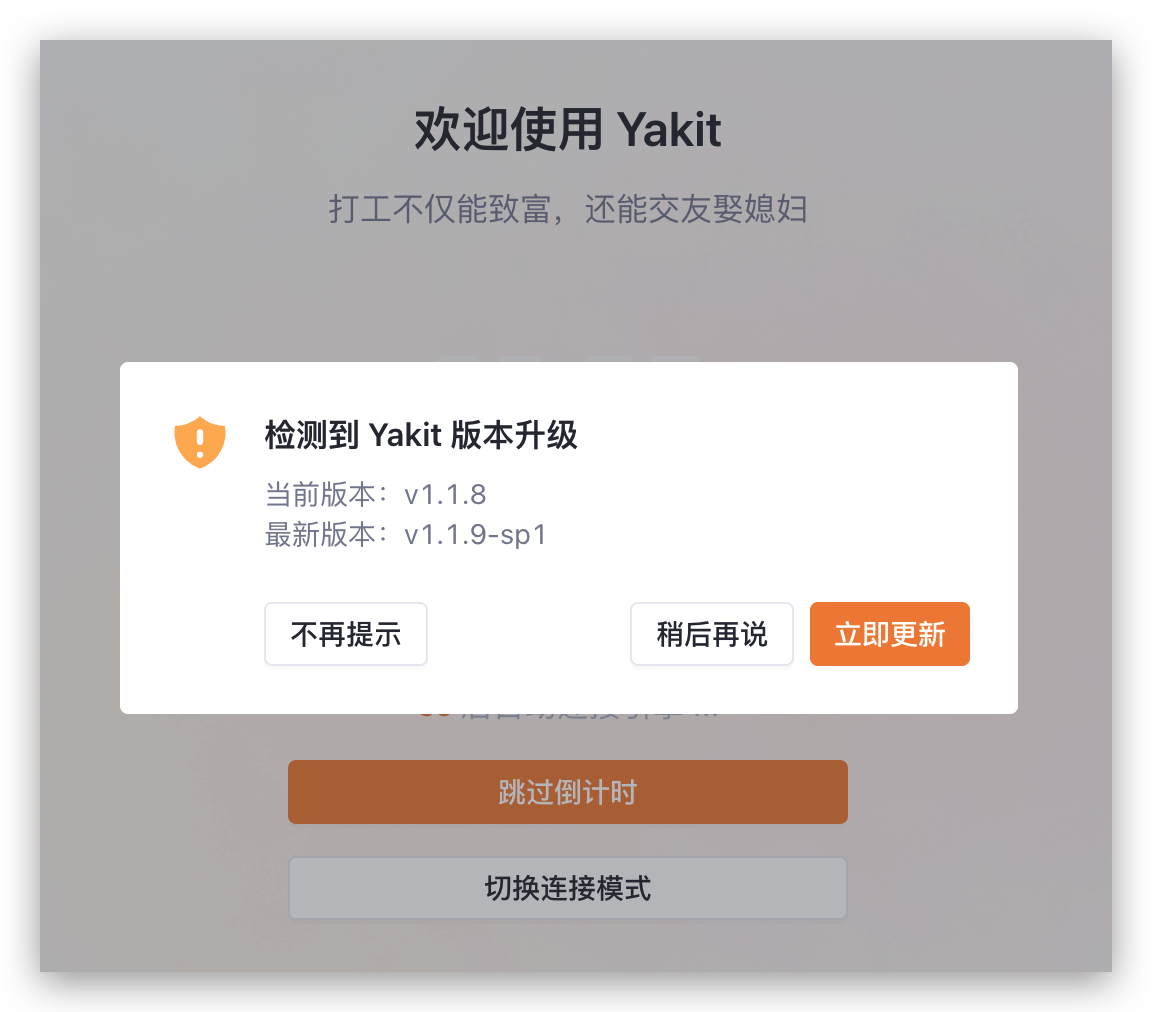 欢迎使用 Yakit
打工不仅能致富，还能交友娶媳妇
检测到 Yakit 版本升级
当前版本：v1.1.8
最新版本：v1.1.9-sp1
不再提示
稍后再说
立即更新
跳过倒计时
切换连接模式